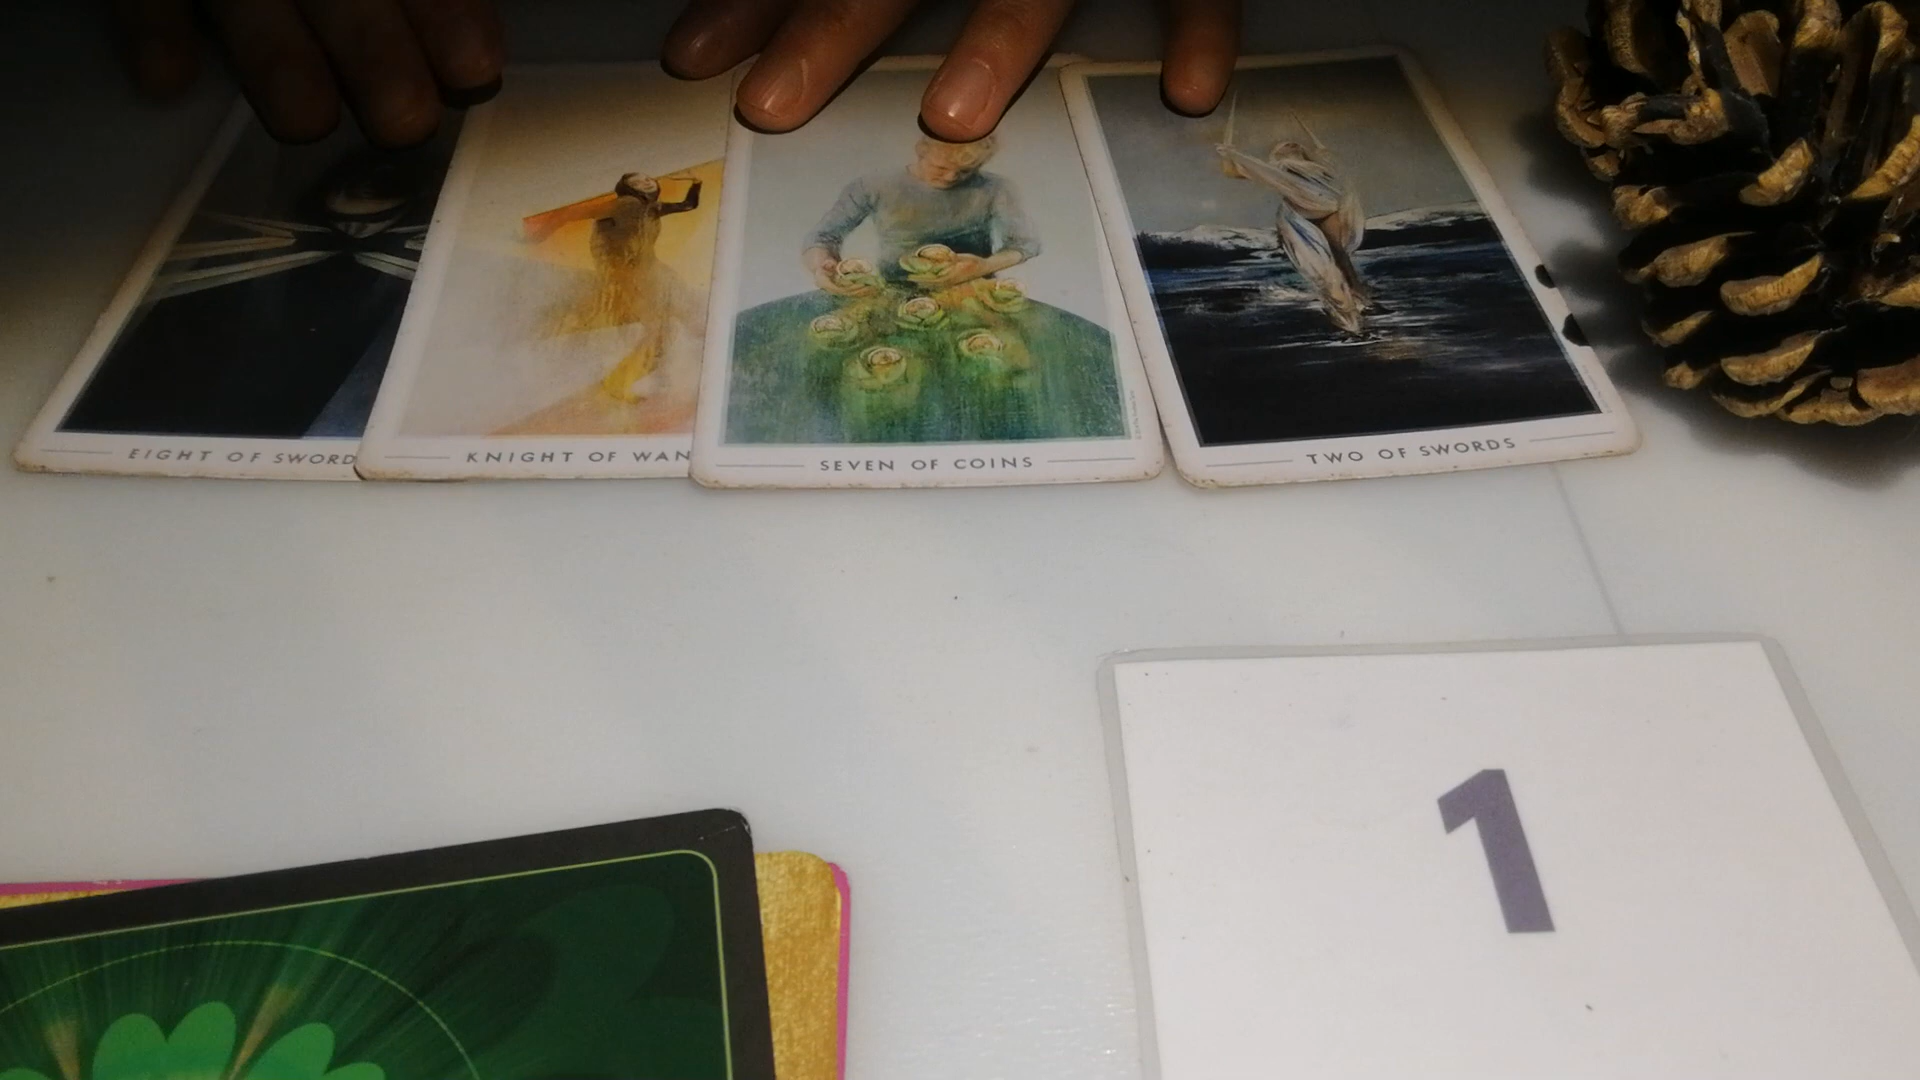 EIGHT OF SWORD
KNIGHT OF WAN
SEVEN OF COINS
TWO OF SWORDS
1